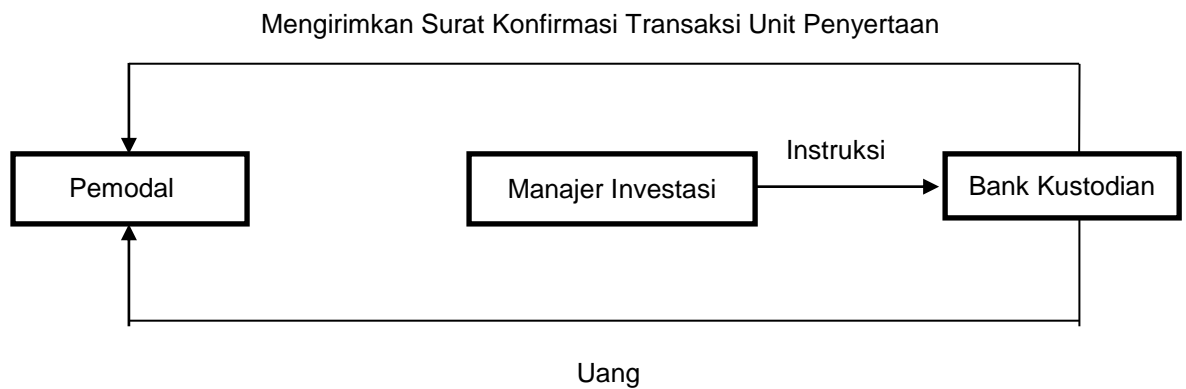 Mengirimkan Surat Konfirmasi Transaksi Unit Penyertaan
Instruksi
Pemodal
Manajer Investasi
Bank Kustodian
Uang